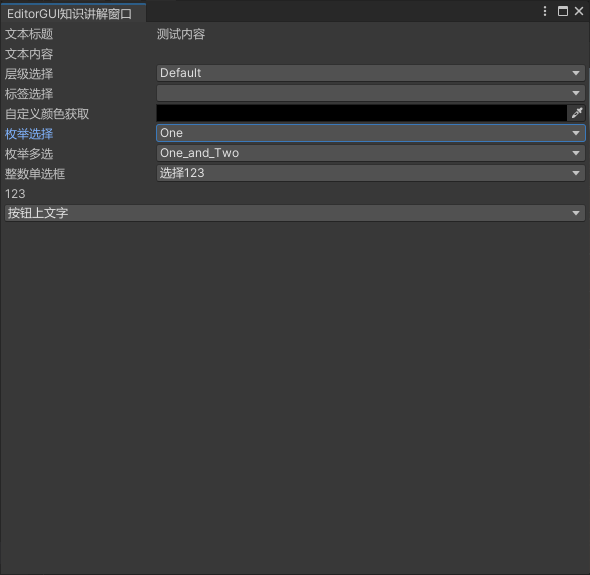 EditorGUI知识讲解窗口
文本标题 测试内容
文本内容
层级选择 Default
标签选择
自定义颜色获取
枚举选择 One
枚举多选 One_and_Two
整数单选框 选择123
123
按钮上文字